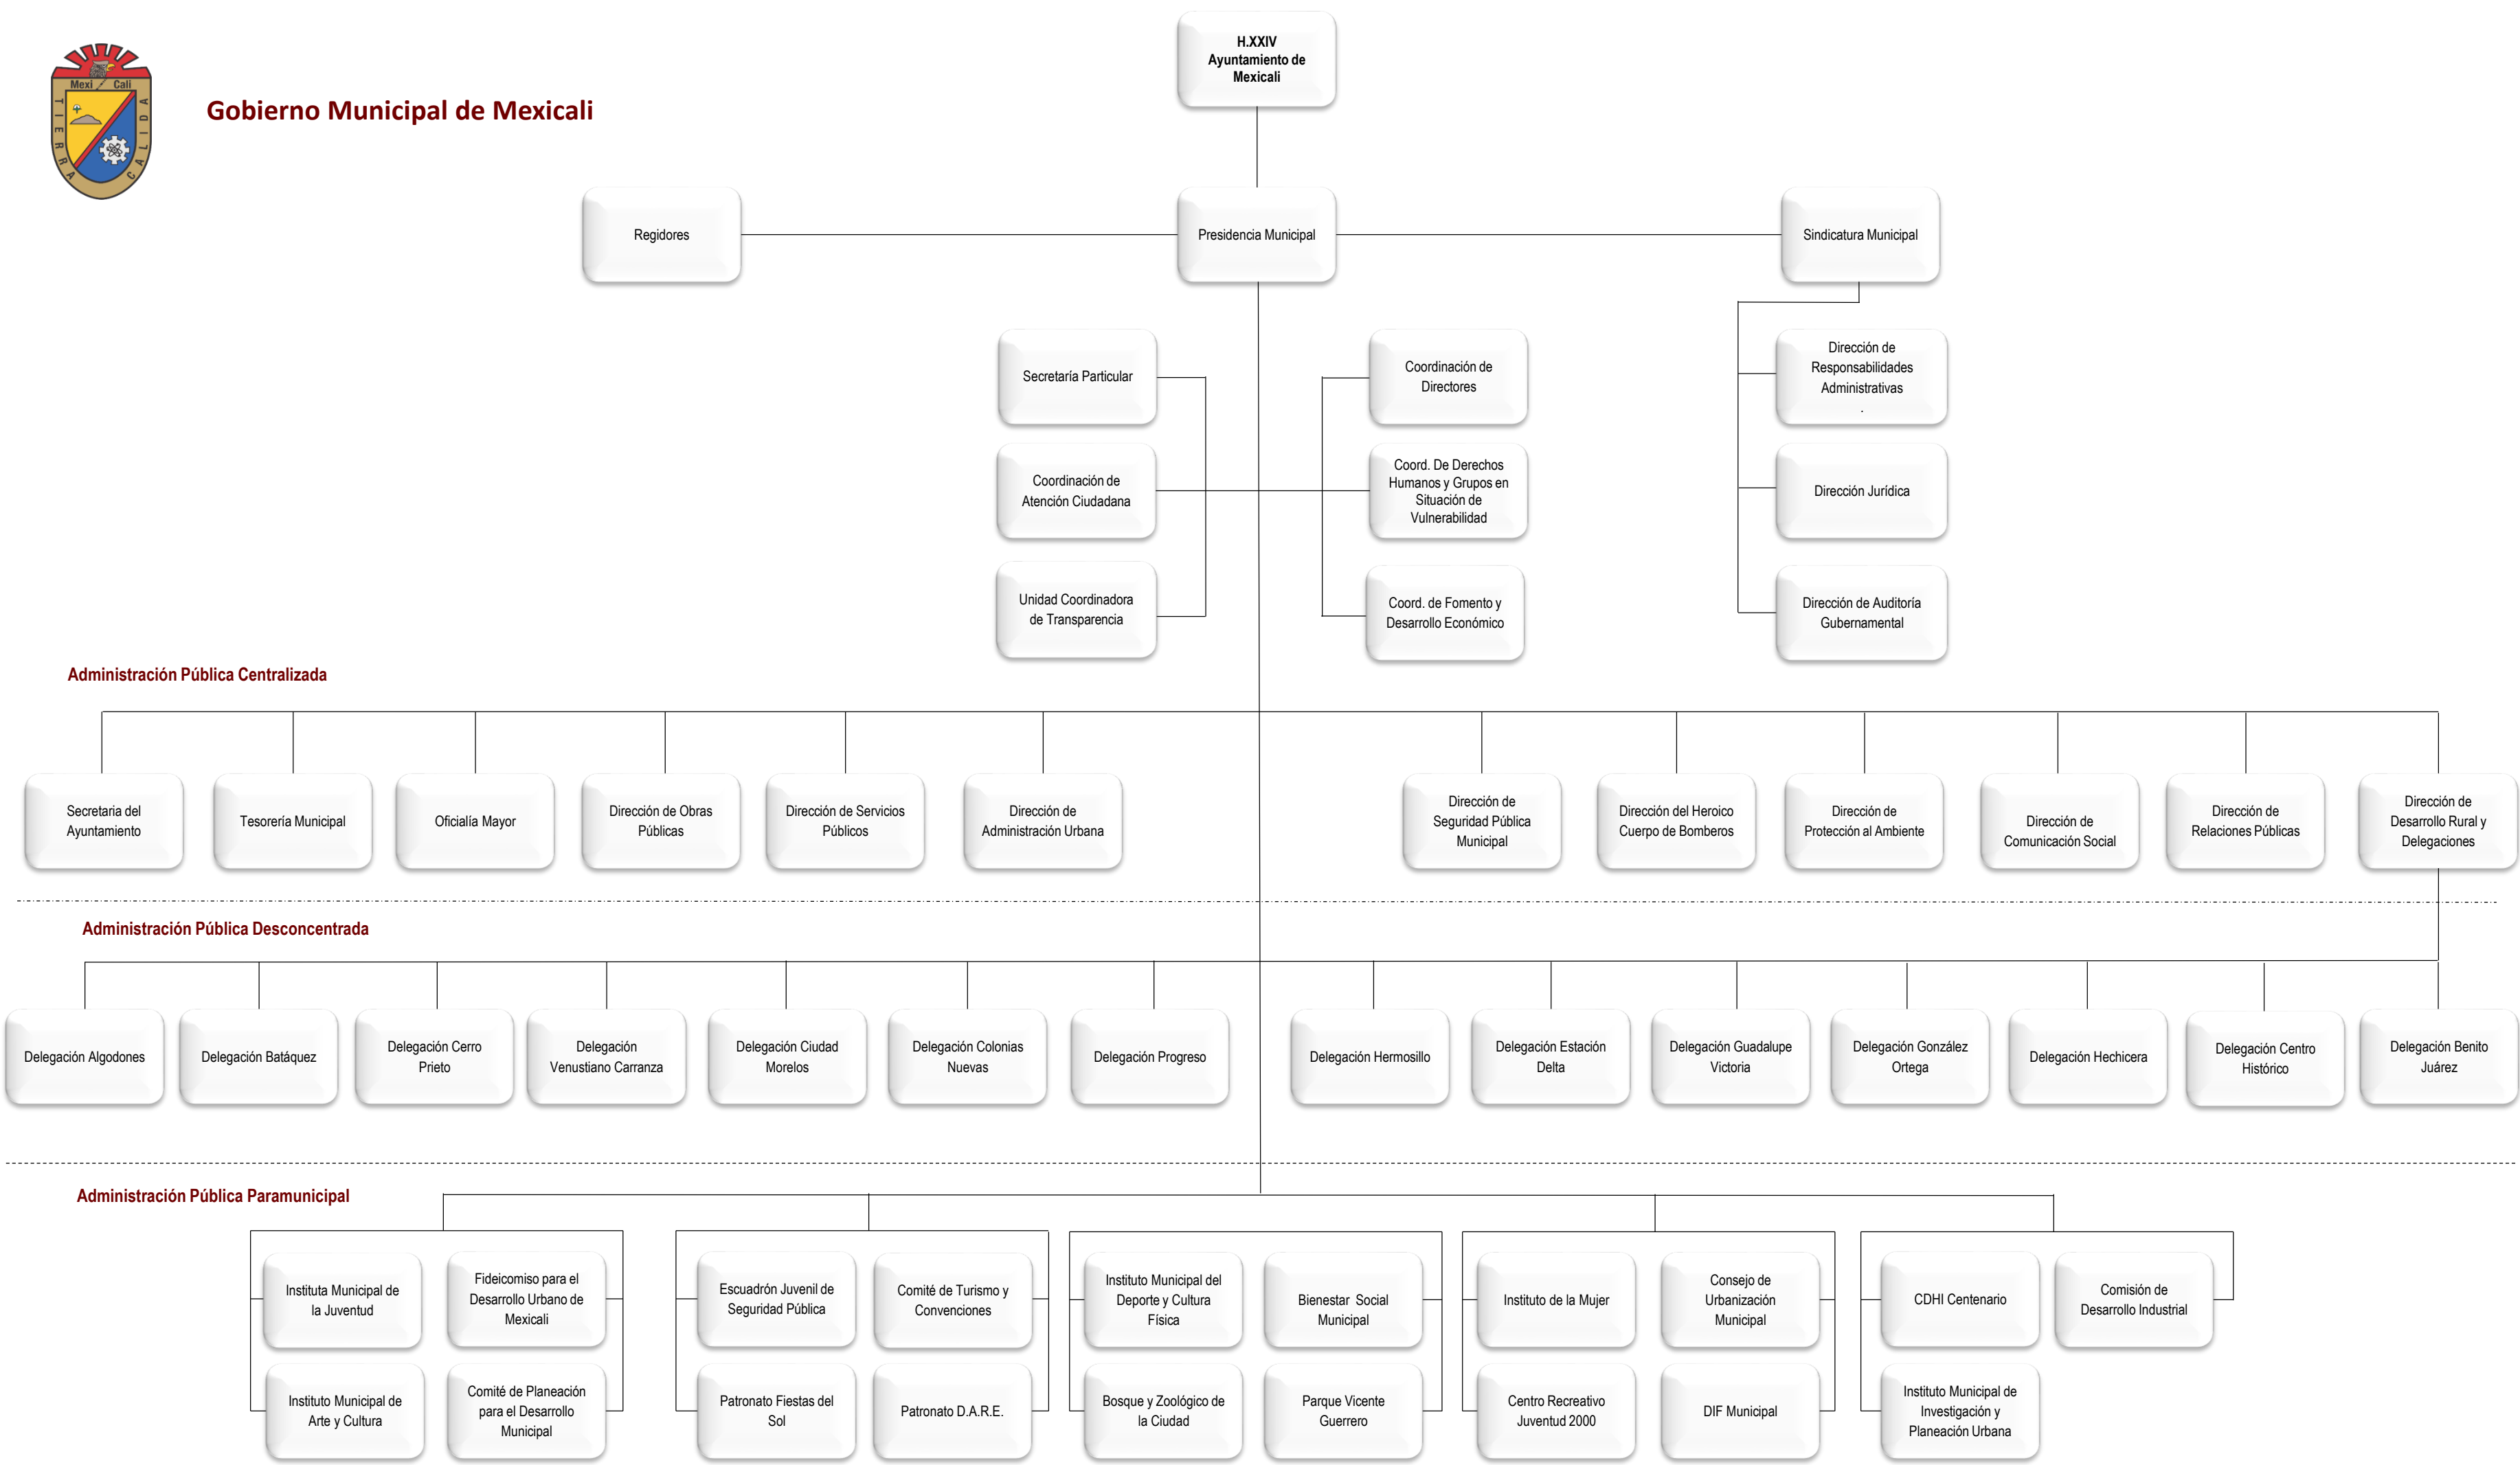 H.XXIV
Ayuntamiento de
Mexicali
Mexi Cali
TIERRA CALIDA
Gobierno Municipal de Mexicali
Regidores
Presidencia Municipal
Sindicatura Municipal
Secretaría Particular
Coordinación de
Directores
Dirección de
Responsabilidades
Administrativas
.
Coordinación de
Atención Ciudadana
Coord. De Derechos
Humanos y Grupos en
Situación de
Vulnerabilidad
Dirección Jurídica
Unidad Coordinadora
de Transparencia
Coord. de Fomento y
Desarrollo Económico
Dirección de Auditoría
Gubernamental
Administración Pública Centralizada
Secretaria del
Ayuntamiento
Tesorería Municipal
Oficialía Mayor
Dirección de Obras
Públicas
Dirección de Servicios
Públicos
Dirección de
Administración Urbana
Dirección de
Seguridad Pública
Municipal
Dirección del Heroico
Cuerpo de Bomberos
Dirección de
Protección al Ambiente
Dirección de
Comunicación Social
Dirección de
Relaciones Públicas
Dirección de
Desarrollo Rural y
Delegaciones
Administración Pública Desconcentrada
Delegación Algodones
Delegación Batáquez
Delegación Cerro
Prieto
Delegación
Venustiano Carranza
Delegación Ciudad
Morelos
Delegación Colonias
Nuevas
Delegación Progreso
Delegación Hermosillo
Delegación Estación
Delta
Delegación Guadalupe
Victoria
Delegación González
Ortega
Delegación Hechicera
Delegación Centro
Histórico
Delegación Benito
Juárez
Administración Pública Paramunicipal
Instituta Municipal de
la Juventud
Fideicomiso para el
Desarrollo Urbano de
Mexicali
Escuadrón Juvenil de
Seguridad Pública
Comité de Turismo y
Convenciones
Instituto Municipal del
Deporte y Cultura
Física
Bienestar Social
Municipal
Instituto de la Mujer
Consejo de
Urbanización
Municipal
CDHI Centenario
Comisión de
Desarrollo Industrial
Instituto Municipal de
Arte y Cultura
Comité de Planeación
para el Desarrollo
Municipal
Patronato Fiestas del
Sol
Patronato D.A.R.E.
Bosque y Zoológico de
la Ciudad
Parque Vicente
Guerrero
Centro Recreativo
Juventud 2000
DIF Municipal
Instituto Municipal de
Investigación y
Planeación Urbana